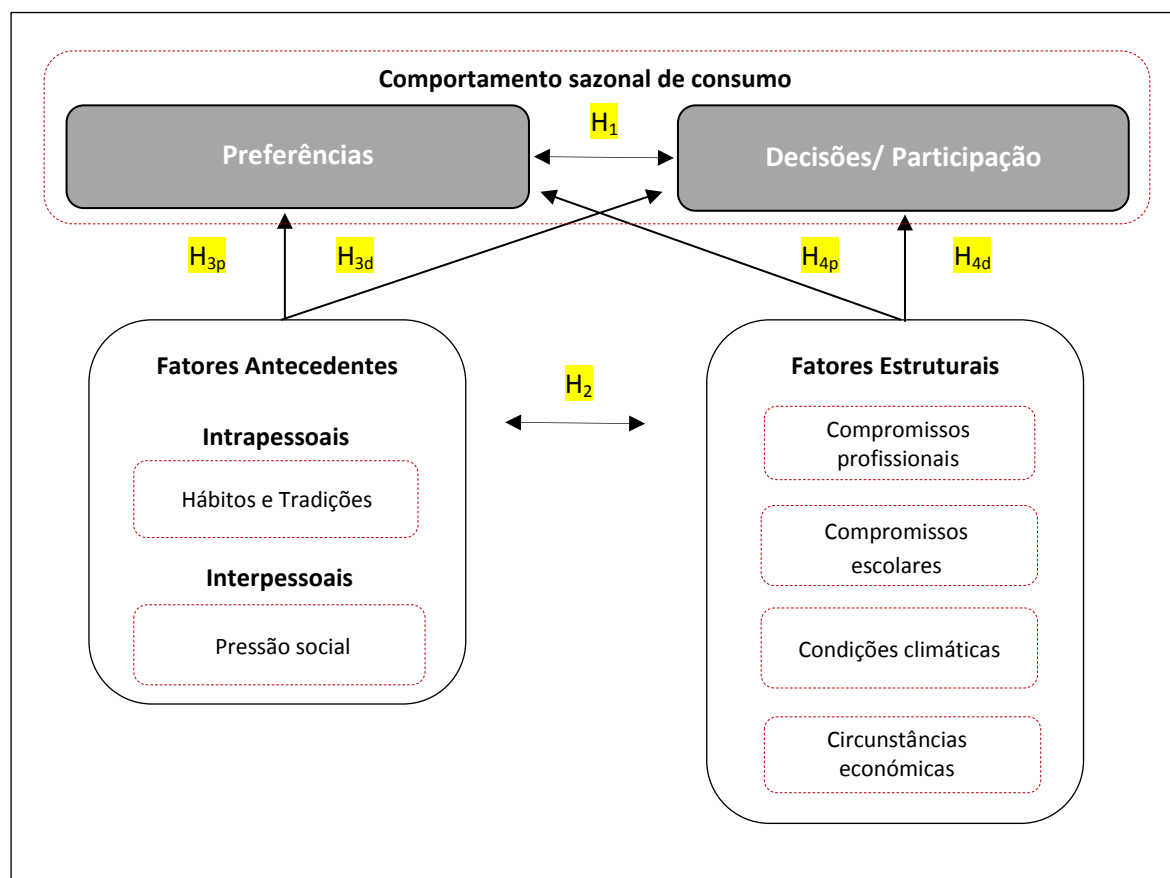 Comportamento sazonal de consumo
Preferências
H₁
Decisões/ Participação
H₃ₚ
H₃d
H₄ₚ
H₄d
Fatores Antecedentes
Intrapessoais
Hábitos e Tradições
Interpessoais
Pressão social
H₂
Fatores Estruturais
Compromissos
profissionais
Compromissos
escolares
Condições climáticas
Circunstâncias
económicas